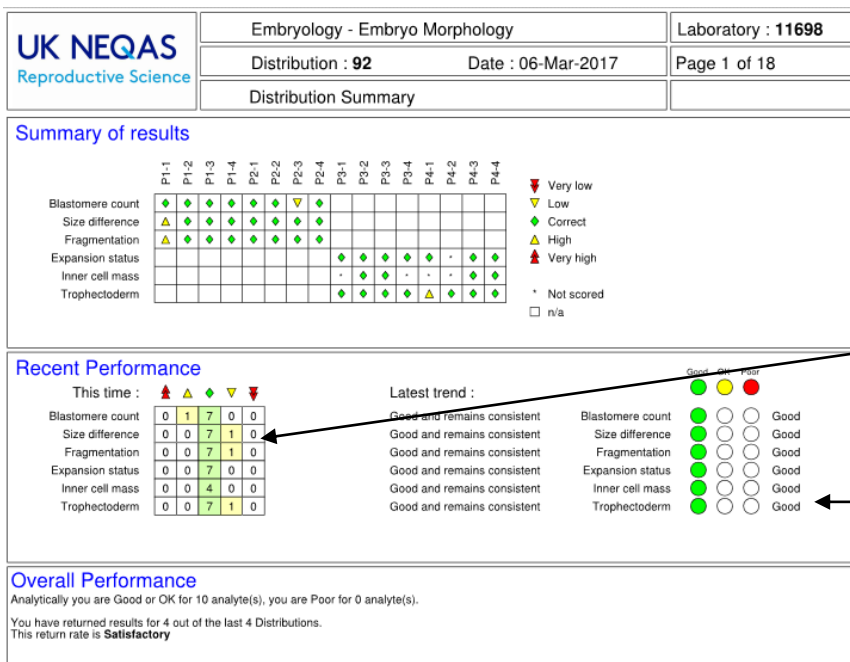 UK NEQAS
Reproductive Science
Embryology - Embryo Morphology
Laboratory : 11698
Distribution : 92 Date : 06-Mar-2017
Page 1 of 18
Distribution Summary
Summary of results
P1-1 P1-2 P1-3 P1-4 P2-1 P2-2 P2-3 P2-4 P3-1 P3-2 P3-3 P3-4 P4-1 P4-2 P4-3 P4-4
Blastomere count
Size difference
Fragmentation
Expansion status
Inner cell mass
Trophectoderm
Very low
Low
Correct
High
Very high
* Not scored
n/a
Recent Performance
This time :
Latest trend :
Good OK Poor
Blastomere count 0 1 7 0 0 Good and remains consistent Blastomere count Good
Size difference 0 0 7 1 0 Good and remains consistent Size difference Good
Fragmentation 0 0 7 1 0 Good and remains consistent Fragmentation Good
Expansion status 0 0 7 0 0 Good and remains consistent Expansion status Good
Inner cell mass 0 0 4 0 0 Good and remains consistent Inner cell mass Good
Trophectoderm 0 0 7 1 0 Good and remains consistent Trophectoderm Good
Overall Performance
Analytically you are Good or OK for 10 analyte(s), you are Poor for 0 analyte(s).
You have returned results for 4 out of the last 4 Distributions.
This return rate is Satisfactory